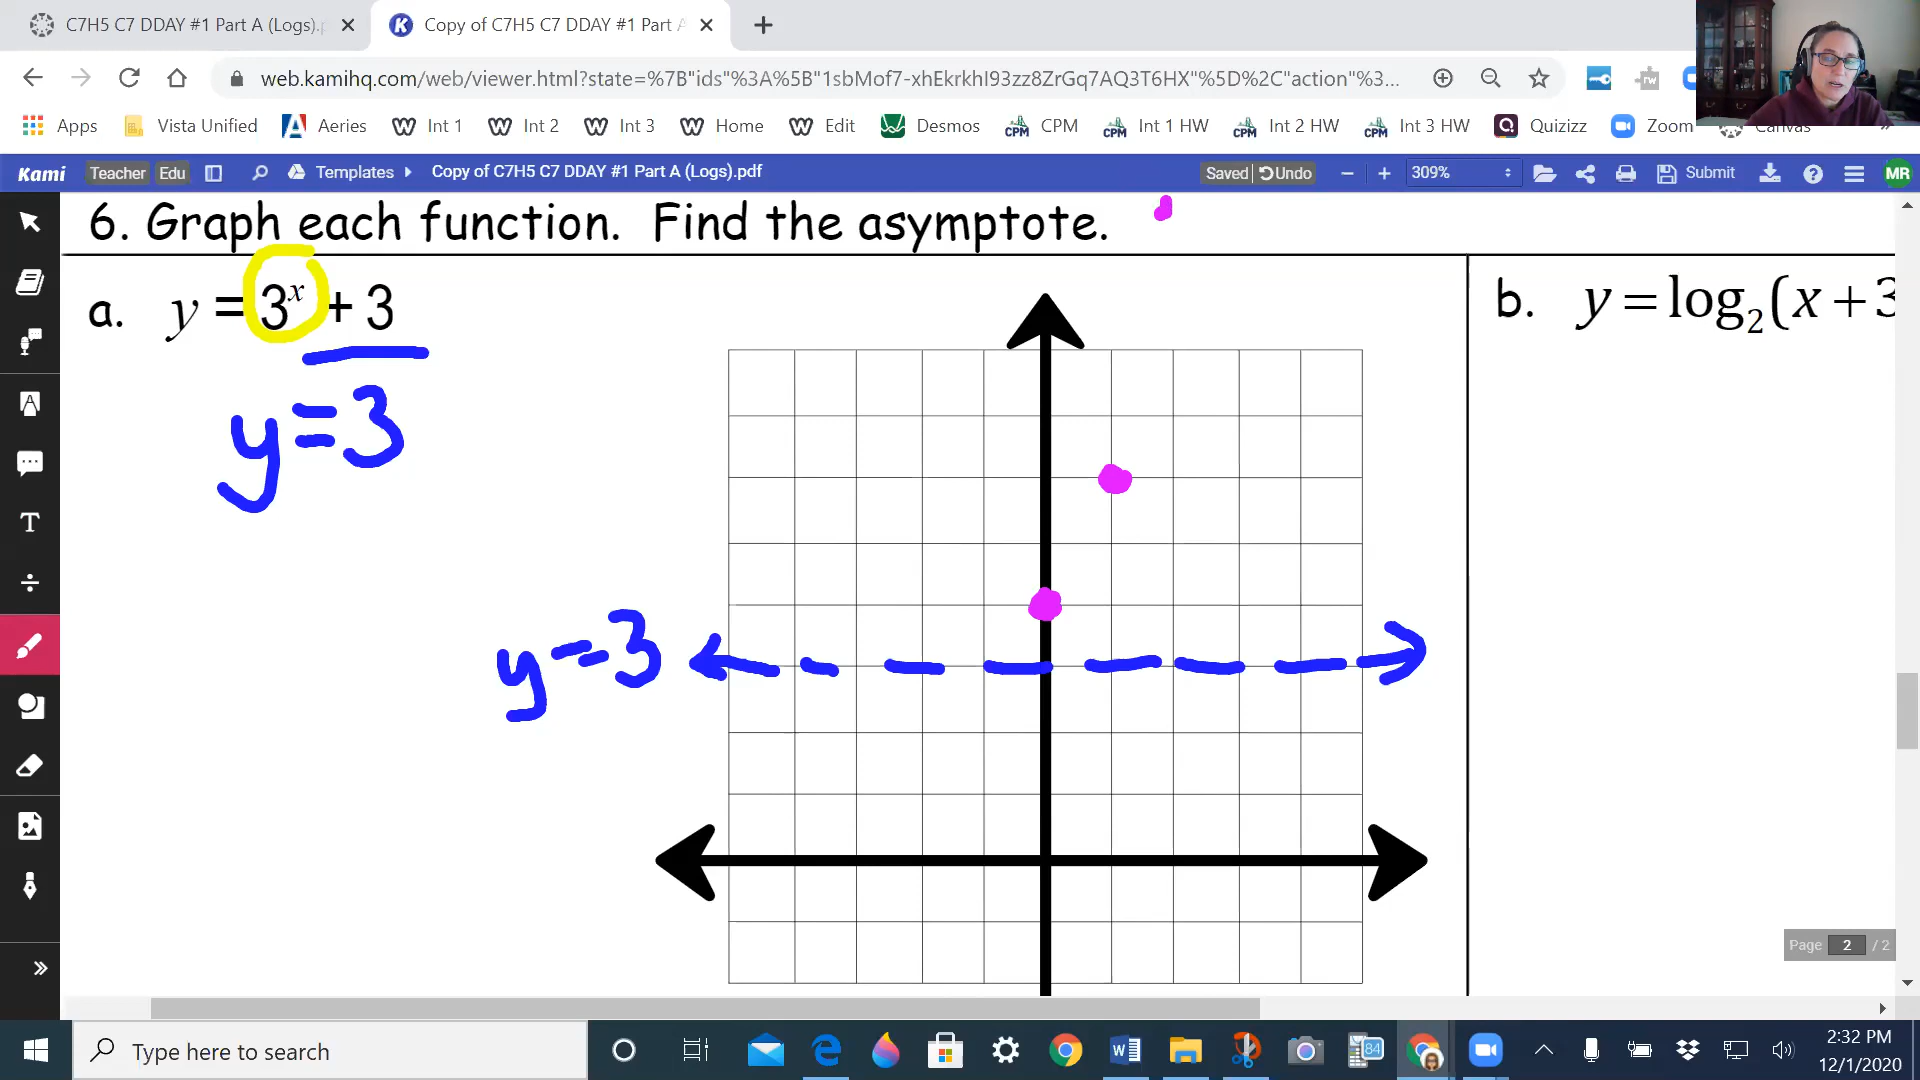 C7H5 C7 DDAY #1 Part A (Logs).p
Copy of C7H5 C7 DDAY #1 Part A
web.kamihq.com/web/viewer.html?state=%7B"ids"%3A%5B"1sbMof7-xhEkrkhI93zz8ZrGq7AQ3T6HX"%5D%2C"action"%3...
Apps Vista Unified Aeries Int 1 Int 2 Int 3 Home Edit Desmos CPM Int 1 HW Int 2 HW Int 3 HW Quizizz Zoom Canvas
Kami Teacher Edu Templates Copy of C7H5 C7 DDAY #1 Part A (Logs).pdf Saved Undo 309% Submit MR
6. Graph each function. Find the asymptote.
a. y = 3ˣ + 3
b. y = log₂(x + 3
y = 3
y = 3
Page 2 / 2
Type here to search
84
2:32 PM
12/1/2020